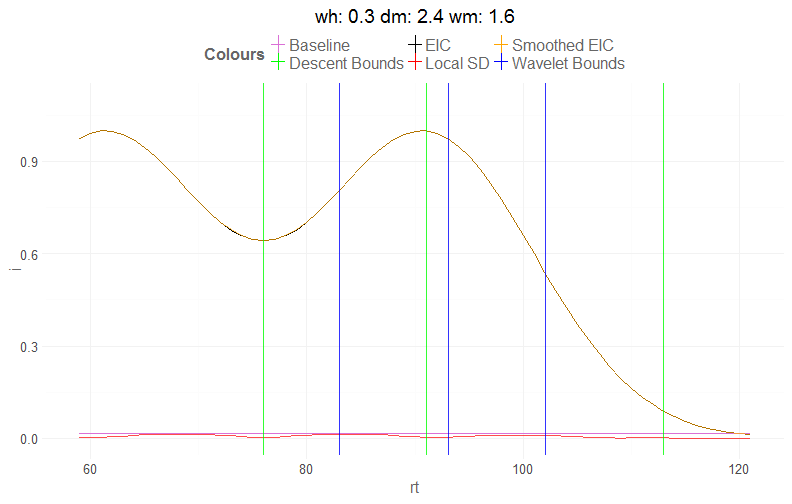 wh: 0.3 dm: 2.4 wm: 1.6
Colours
Baseline EIC Smoothed EIC
Descent Bounds Local SD Wavelet Bounds
0.9
0.6
0.3
0.0
i
60 80 100 120
rt